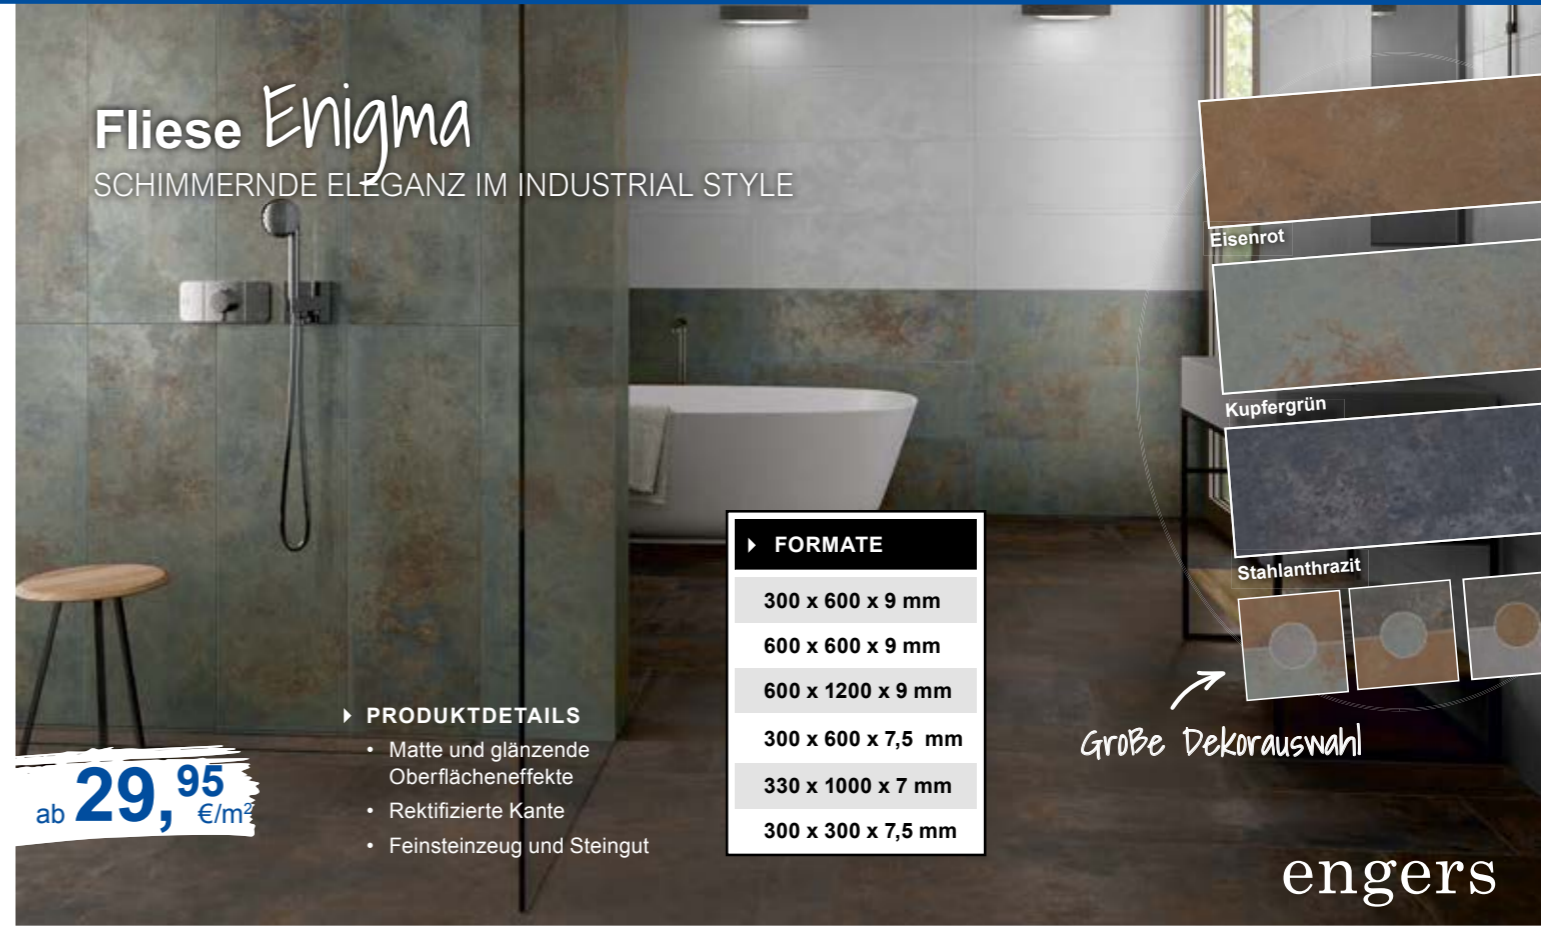 Fliese Enigma
SCHIMMERNDE ELEGANZ IM INDUSTRIAL STYLE
Eisenrot
Kupfergrün
Stahlanthrazit
Große Dekorauswahl
FORMATE
300 x 600 x 9 mm
600 x 600 x 9 mm
600 x 1200 x 9 mm
300 x 600 x 7,5 mm
330 x 1000 x 7 mm
300 x 300 x 7,5 mm
PRODUKTDETAILS
• Matte und glänzende
Oberflächeneffekte
• Rektifizierte Kante
• Feinsteinzeug und Steingut
ab 29,95 €/m²
engers